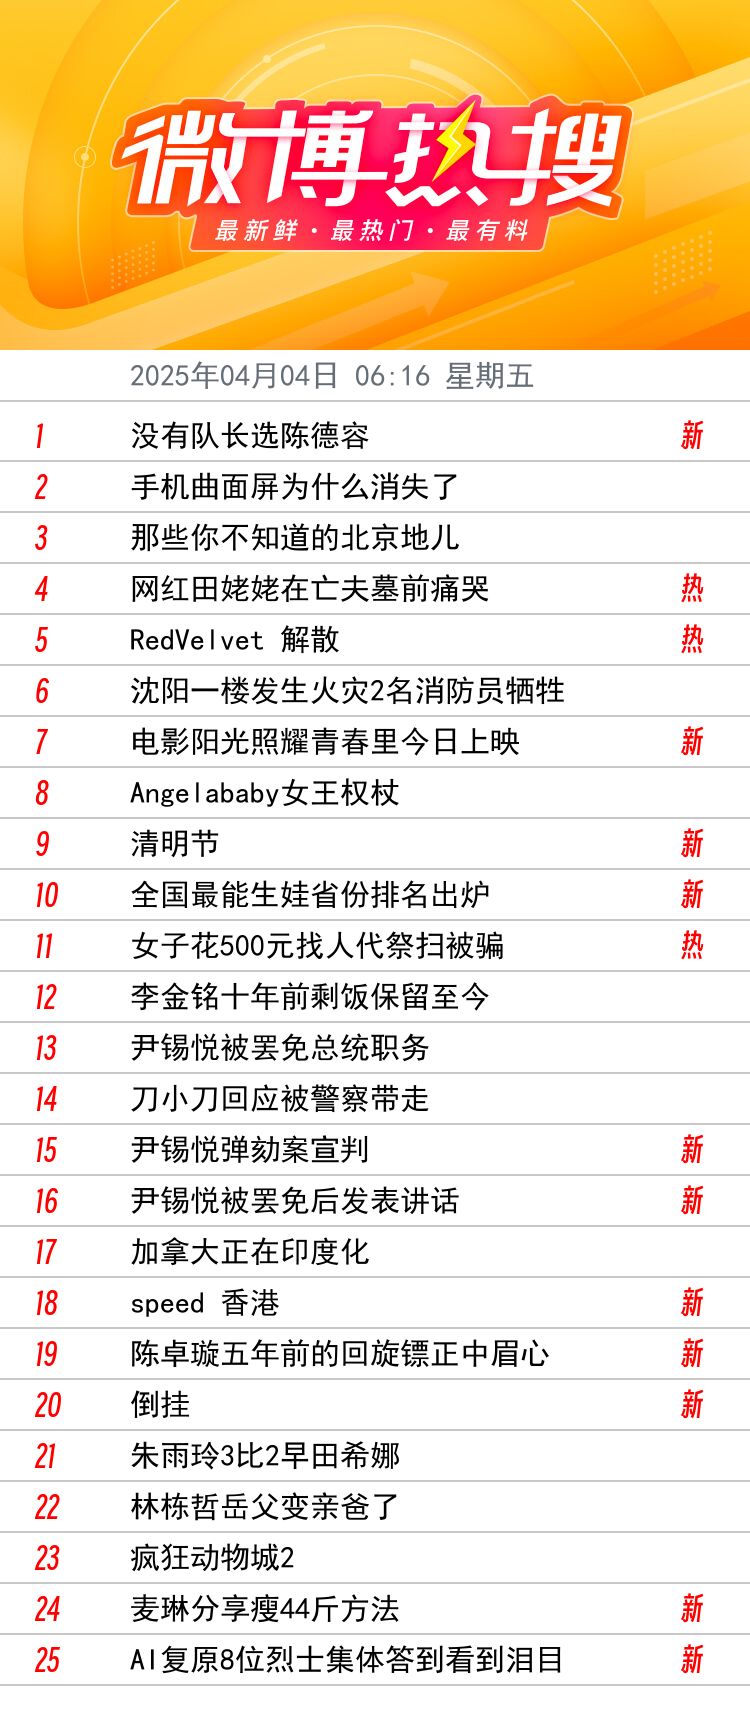 微博热搜
最新鲜·最热门·最有料
2025年04月04日 06:16 星期五
1 没有队长选陈德容 新
2 手机曲面屏为什么消失了
3 那些你不知道的北京地儿
4 网红田姥姥在亡夫墓前痛哭 热
5 RedVelvet 解散 热
6 沈阳一楼发生火灾2名消防员牺牲
7 电影阳光照耀青春里今日上映 新
8 Angelababy女王权杖
9 清明节 新
10 全国最能生娃省份排名出炉 新
11 女子花500元找人代祭扫被骗 热
12 李金铭十年前剩饭保留至今
13 尹锡悦被罢免总统职务
14 刀小刀回应被警察带走
15 尹锡悦弹劾案宣判 新
16 尹锡悦被罢免后发表讲话 新
17 加拿大正在印度化
18 speed 香港 新
19 陈卓璇五年前的回旋镖正中眉心 新
20 倒挂 新
21 朱雨玲3比2早田希娜
22 林栋哲岳父变亲爸了
23 疯狂动物城2
24 麦琳分享瘦44斤方法 新
25 AI复原8位烈士集体答到看到泪目 新